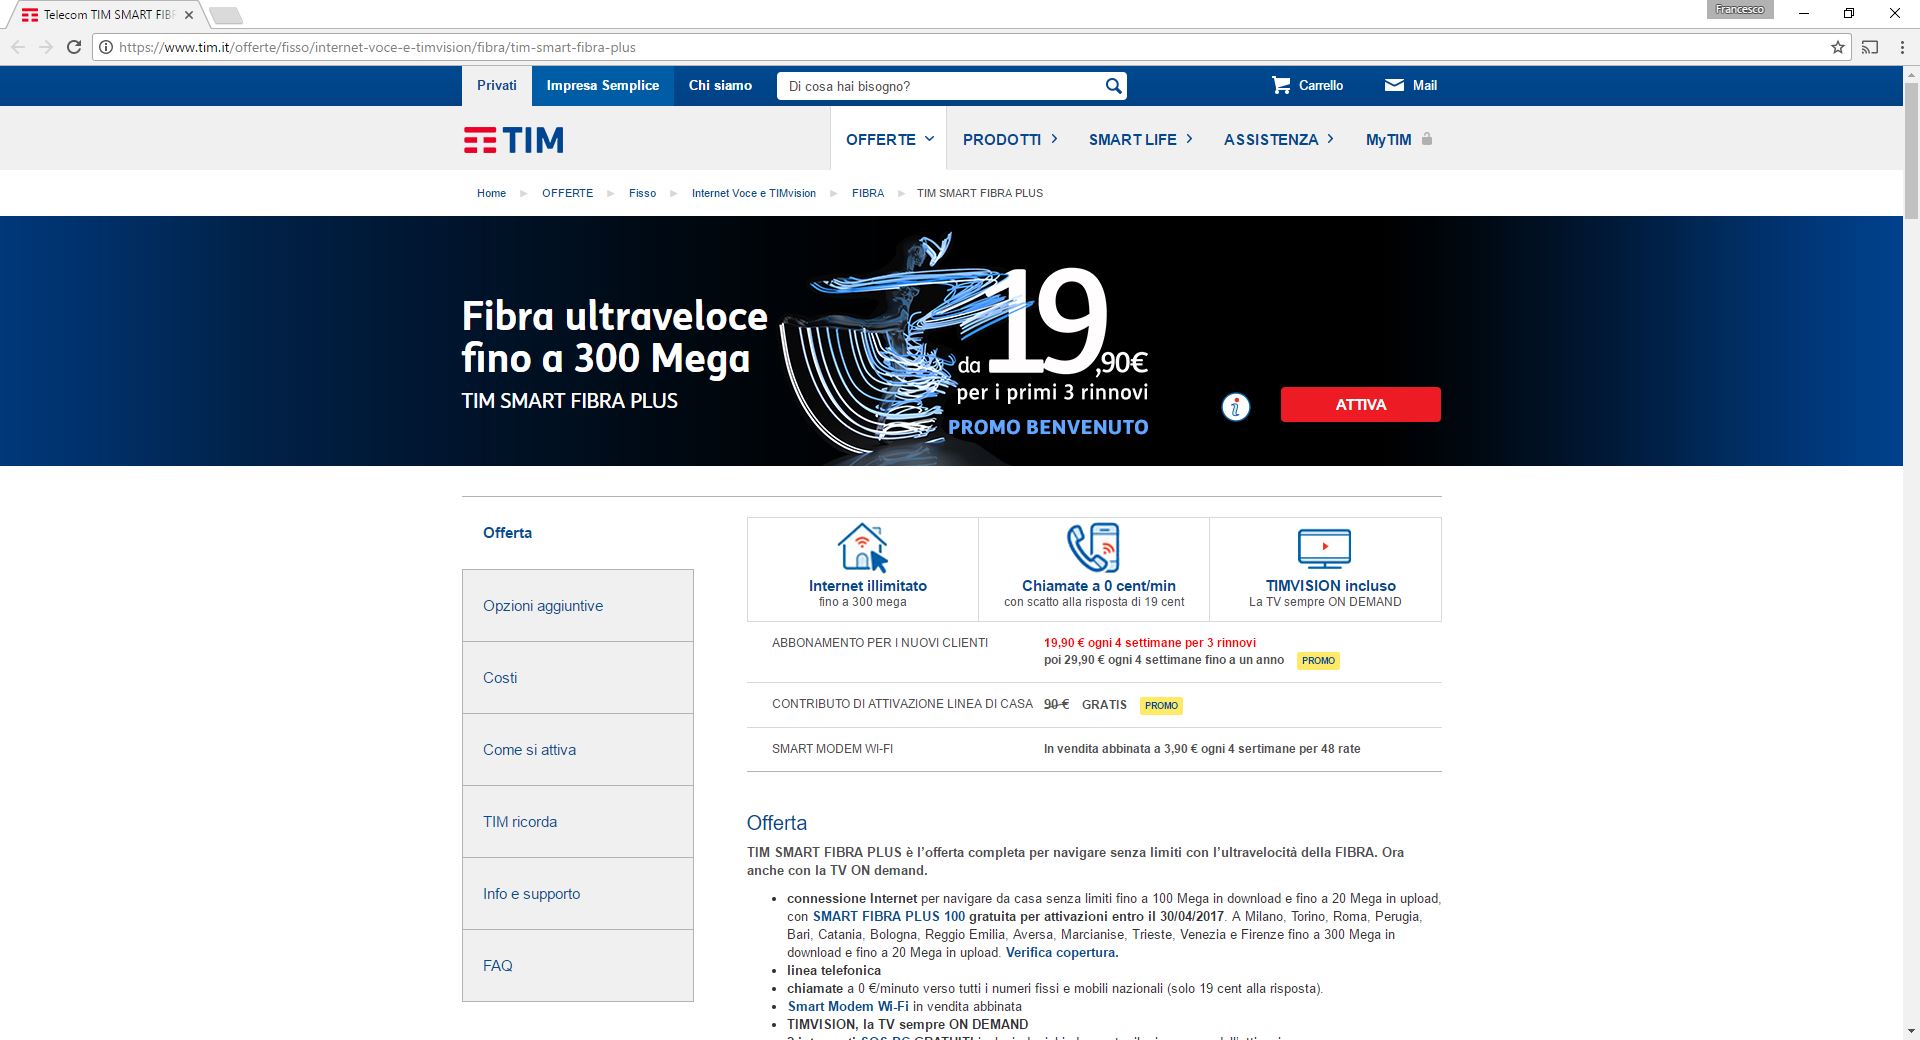 Telecom TIM SMART FIB
Francesco
https://www.tim.it/offerte/fisso/internet-voce-e-timvision/fibra/tim-smart-fibra-plus
Privati Impresa Semplice Chi siamo Di cosa hai bisogno? Carrello Mail
TIM OFFERTE PRODOTTI SMART LIFE ASSISTENZA MyTIM
Home OFFERTE Fisso Internet Voce e TIMvision FIBRA TIM SMART FIBRA PLUS
Fibra ultraveloce
fino a 300 Mega
TIM SMART FIBRA PLUS
da 19,90€
per i primi 3 rinnovi
PROMO BENVENUTO
i
ATTIVA
Offerta
Opzioni aggiuntive
Costi
Come si attiva
TIM ricorda
Info e supporto
FAQ
Internet illimitato
fino a 300 mega
Chiamate a 0 cent/min
con scatto alla risposta di 19 cent
TIMVISION incluso
La TV sempre ON DEMAND
ABBONAMENTO PER I NUOVI CLIENTI 19,90 € ogni 4 settimane per 3 rinnovi
poi 29,90 € ogni 4 settimane fino a un anno PROMO
CONTRIBUTO DI ATTIVAZIONE LINEA DI CASA 90 € GRATIS PROMO
SMART MODEM WI-FI In vendita abbinata a 3,90 € ogni 4 sertimane per 48 rate
Offerta
TIM SMART FIBRA PLUS è l'offerta completa per navigare senza limiti con l'ultravelocità della FIBRA. Ora
anche con la TV ON demand.
• connessione Internet per navigare da casa senza limiti fino a 100 Mega in download e fino a 20 Mega in upload,
con SMART FIBRA PLUS 100 gratuita per attivazioni entro il 30/04/2017. A Milano, Torino, Roma, Perugia,
Bari, Catania, Bologna, Reggio Emilia, Aversa, Marcianise, Trieste, Venezia e Firenze fino a 300 Mega in
download e fino a 20 Mega in upload. Verifica copertura.
• linea telefonica
• chiamate a 0 €/minuto verso tutti i numeri fissi e mobili nazionali (solo 19 cent alla risposta).
• Smart Modem Wi-Fi in vendita abbinata
• TIMVISION, la TV sempre ON DEMAND